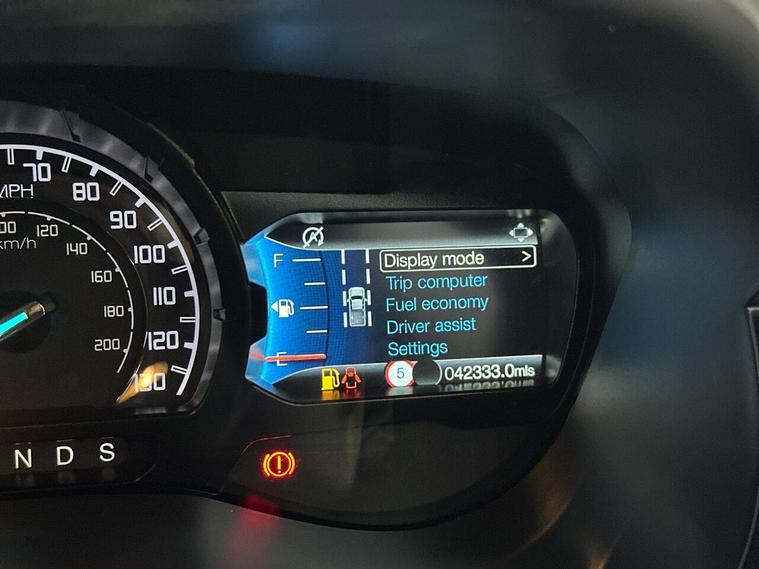 70
MPH
80
90
100
110
120
130
120
km/h
140
160
180
200
N D S
F
E
Display mode >
Trip computer
Fuel economy
Driver assist
Settings
5
042333.0mls